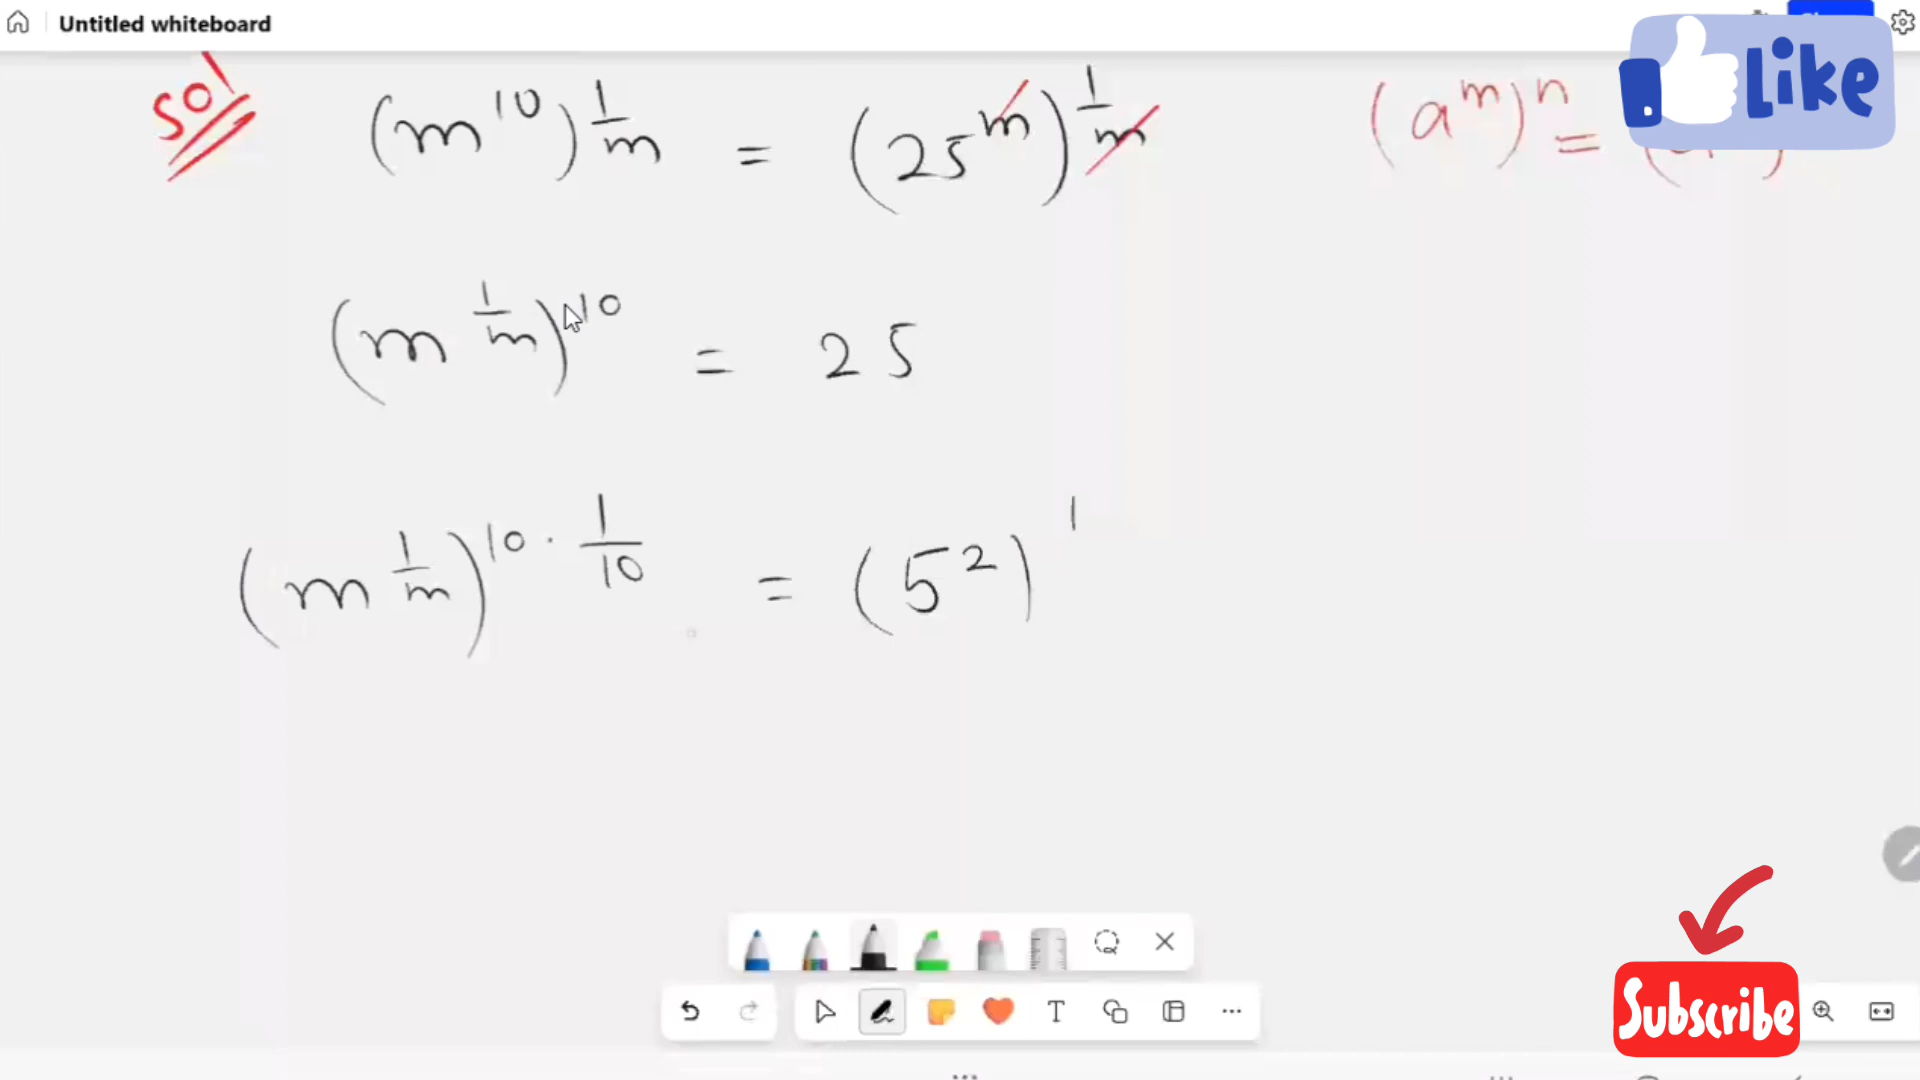 Untitled whiteboard
Like
sol (m^10)^(1/m) = (25^m)^(1/m) (a^m)^n =
(m^(1/m))^10 = 25
(m^(1/m))^(10 · 1/10) = (5^2)^1
T
Subscribe